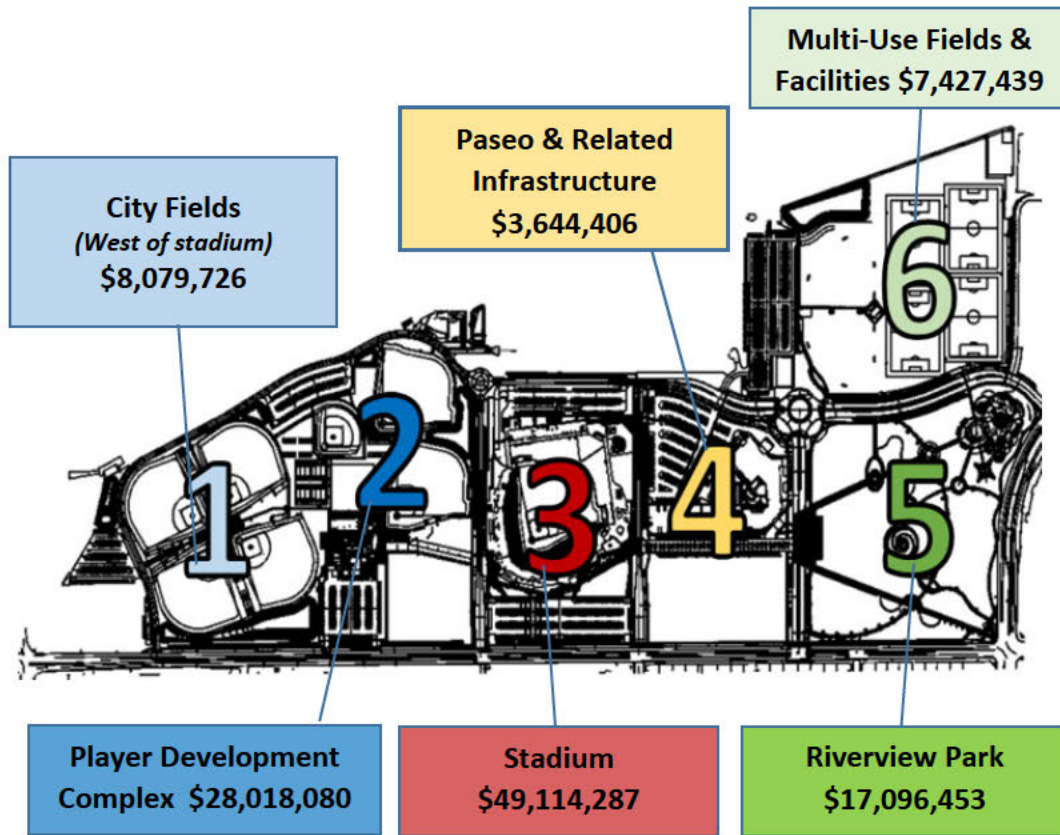 Multi-Use Fields &
Facilities $7,427,439
Paseo & Related
Infrastructure
$3,644,406
City Fields
(West of stadium)
$8,079,726
6
2
1
3
4
5
Player Development
Complex $28,018,080
Stadium
$49,114,287
Riverview Park
$17,096,453